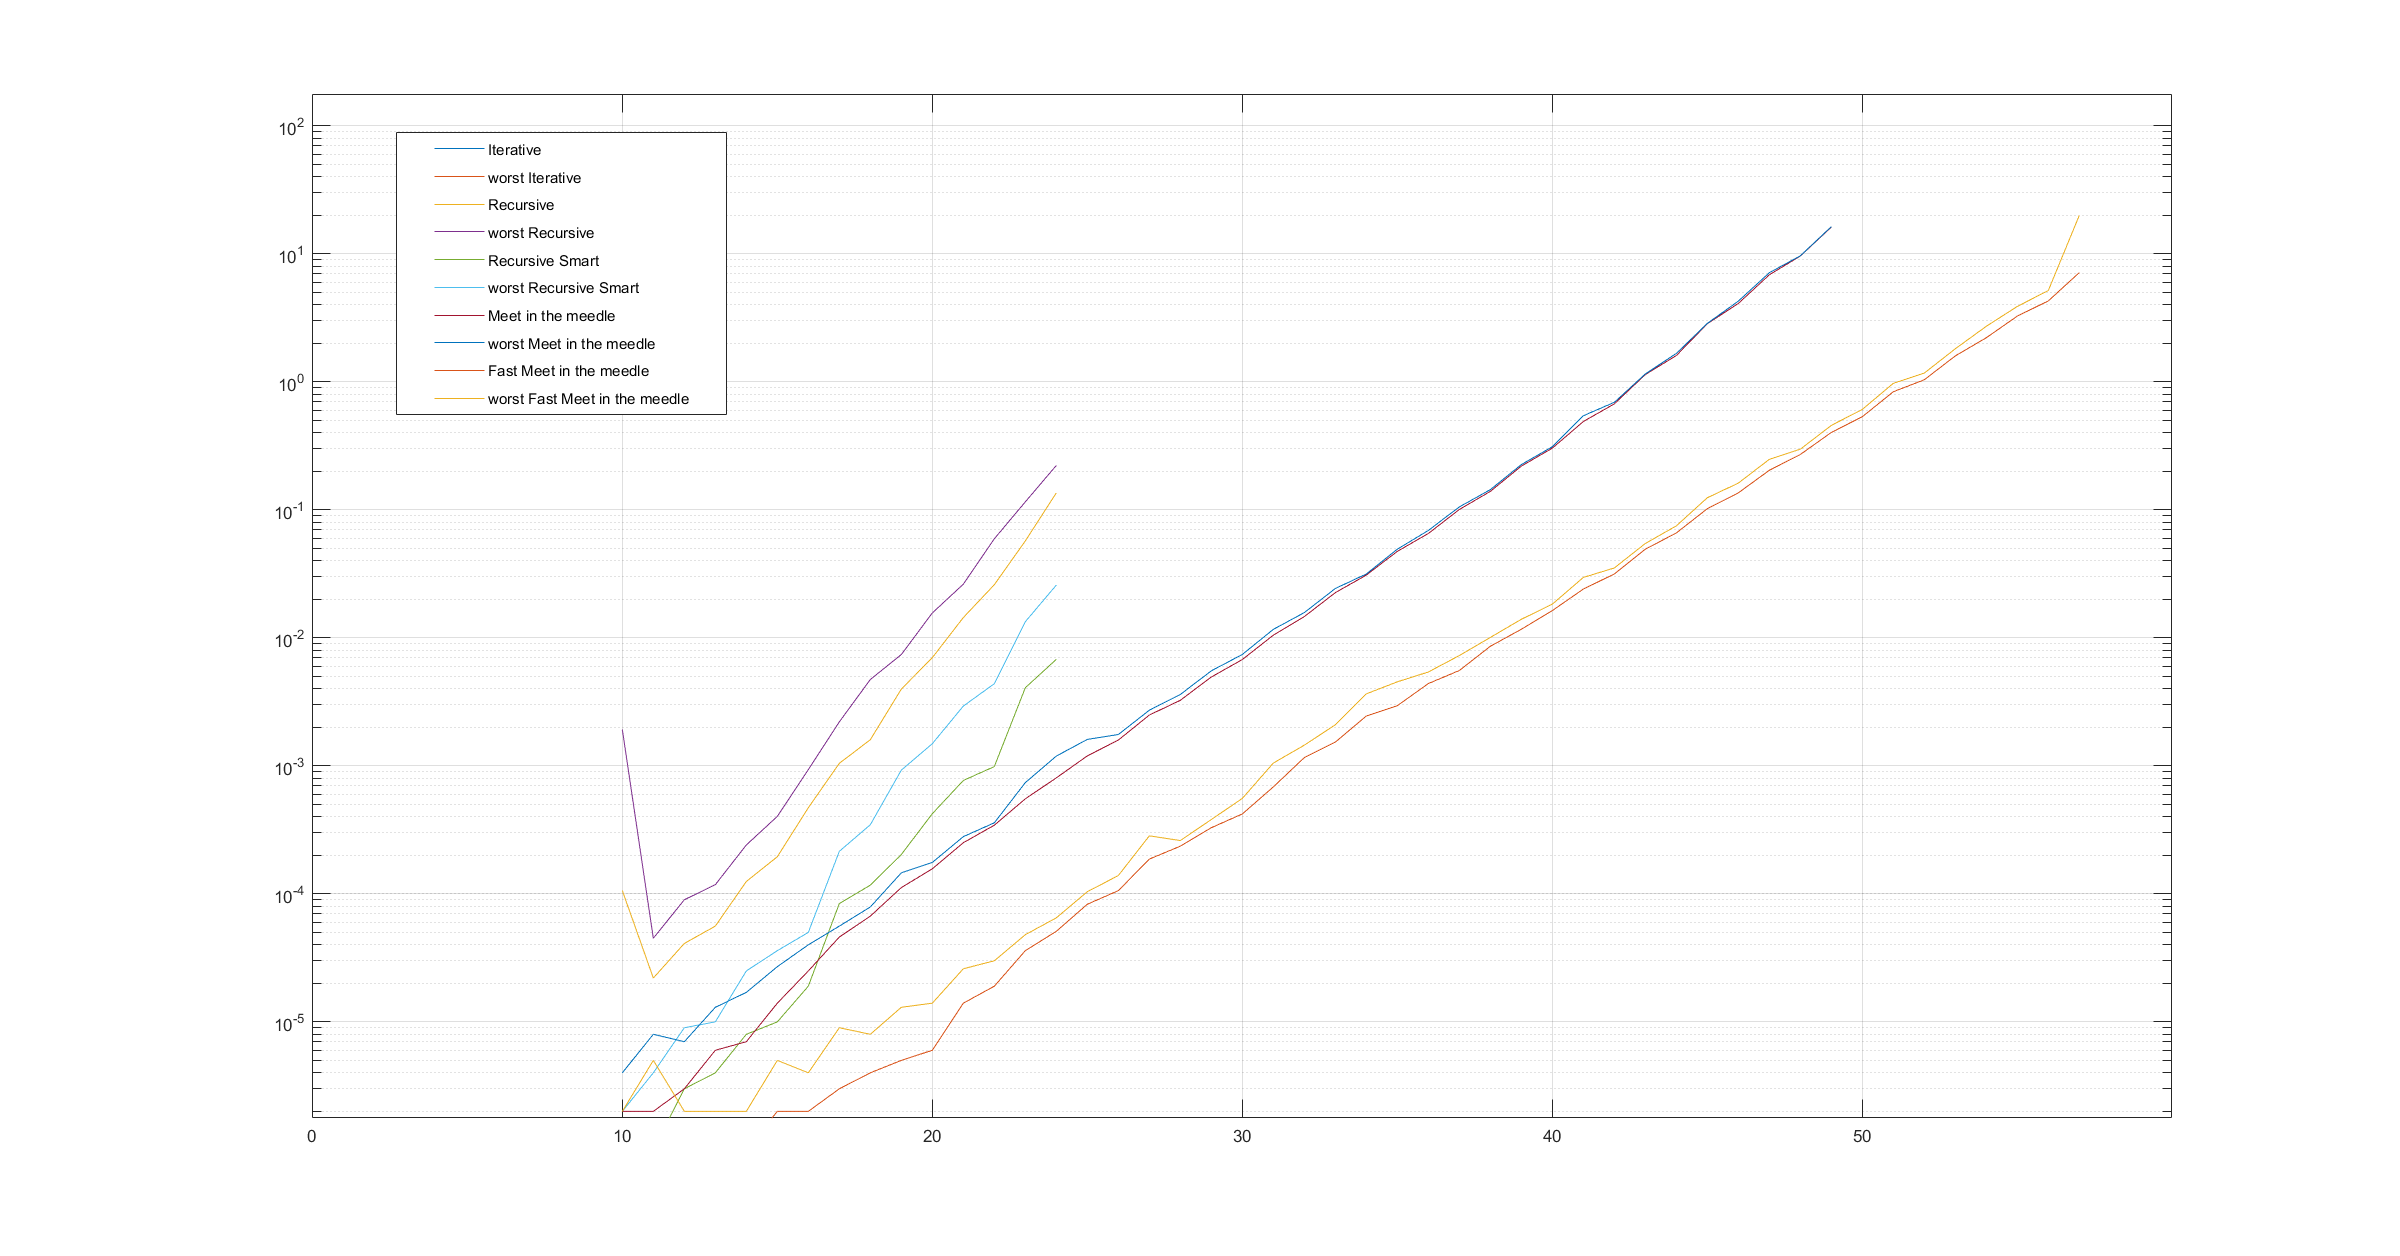 10^2
10^1
10^0
10^-1
10^-2
10^-3
10^-4
10^-5
Iterative
worst Iterative
Recursive
worst Recursive
Recursive Smart
worst Recursive Smart
Meet in the meedle
worst Meet in the meedle
Fast Meet in the meedle
worst Fast Meet in the meedle
0 10 20 30 40 50